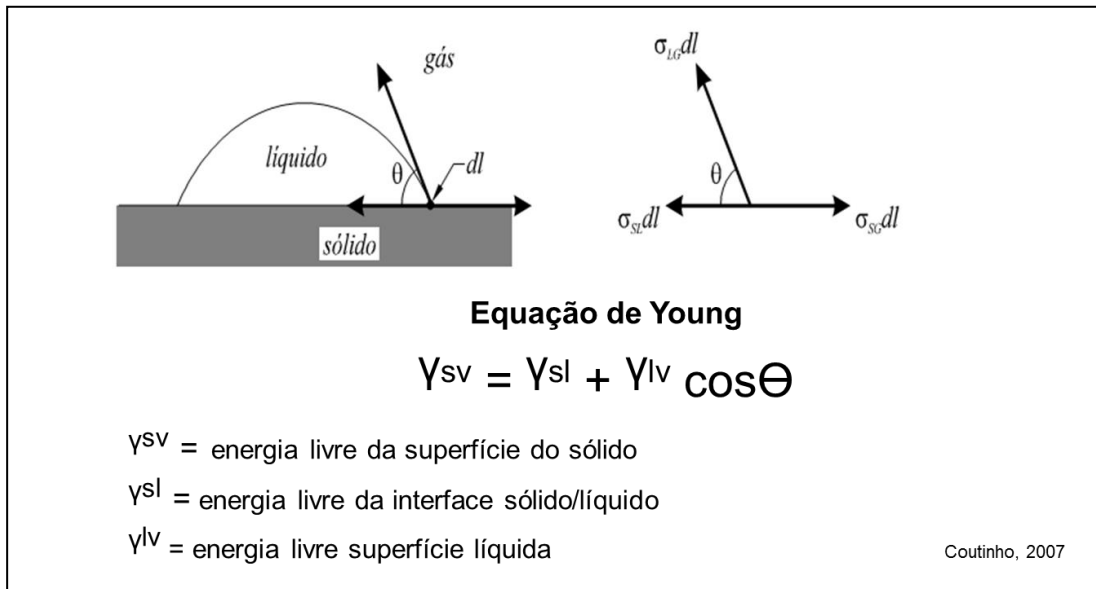 gás
líquido
θ
dl
sólido
σLGdl
θ
σSLdl
σSGdl
Equação de Young
γsv = γsl + γlv cosΘ
γsv = energia livre da superfície do sólido
γsl = energia livre da interface sólido/líquido
γlv = energia livre superfície líquida
Coutinho, 2007